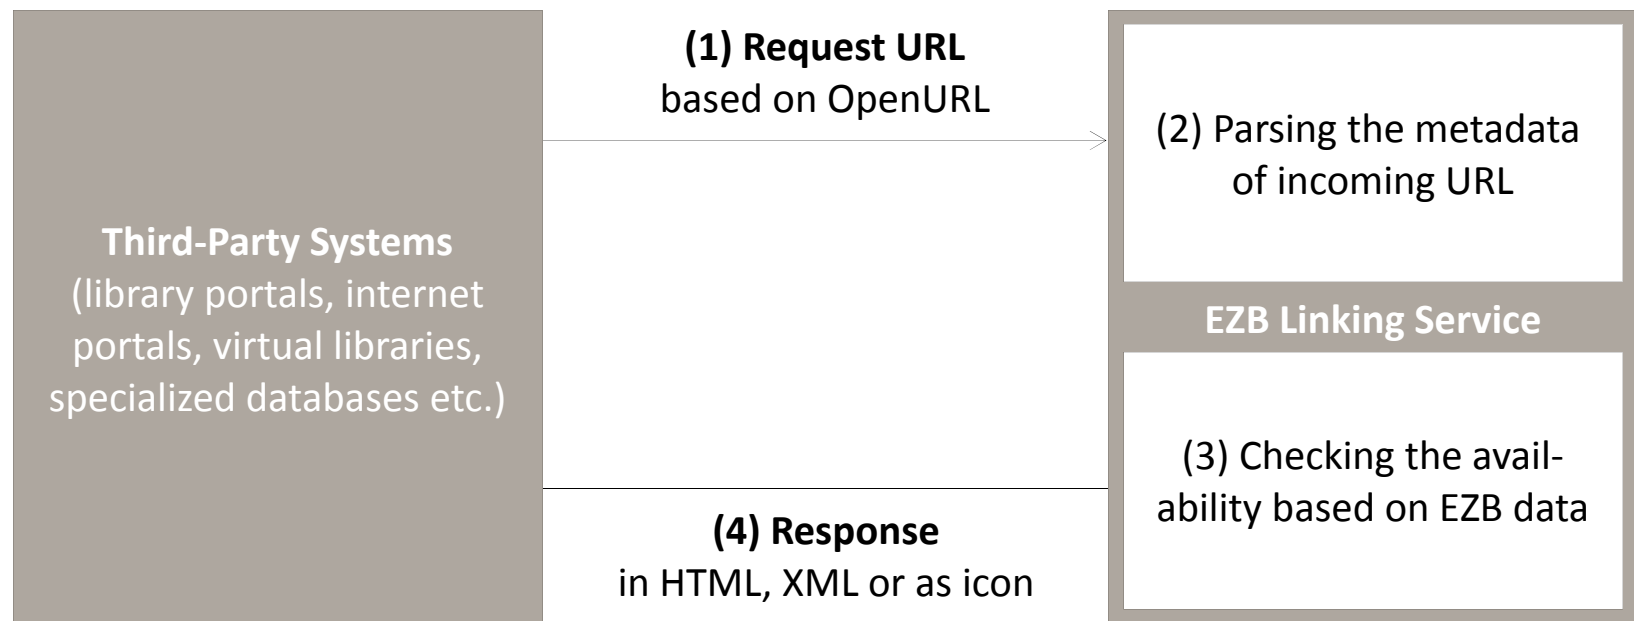 Third-Party Systems
(library portals, internet
portals, virtual libraries,
specialized databases etc.)
(1) Request URL
based on OpenURL
(2) Parsing the metadata
of incoming URL
EZB Linking Service
(3) Checking the avail-
ability based on EZB data
(4) Response
in HTML, XML or as icon